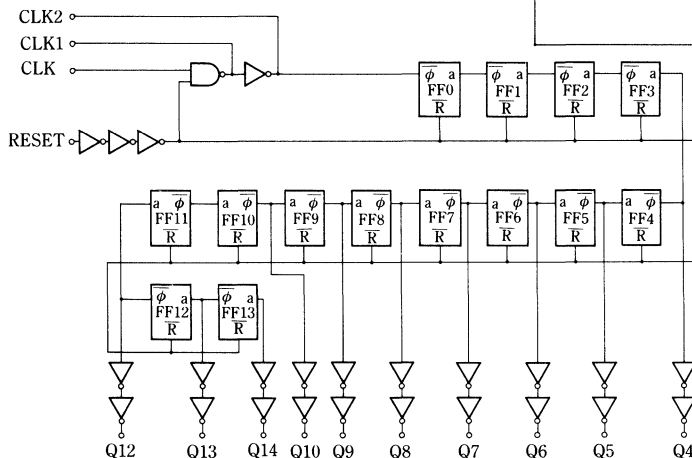 CLK2
CLK1
CLK
RESET
φ̅ a
FF0
R̅
φ̅ a
FF1
R̅
φ̅ a
FF2
R̅
φ̅ a
FF3
R̅
a φ̅
FF11
R̅
a φ̅
FF10
R̅
a φ̅
FF9
R̅
a φ̅
FF8
R̅
a φ̅
FF7
R̅
a φ̅
FF6
R̅
a φ̅
FF5
R̅
a φ̅
FF4
R̅
φ̅ a
FF12
R̅
φ̅ a
FF13
R̅
Q12 Q13 Q14 Q10 Q9 Q8 Q7 Q6 Q5 Q4